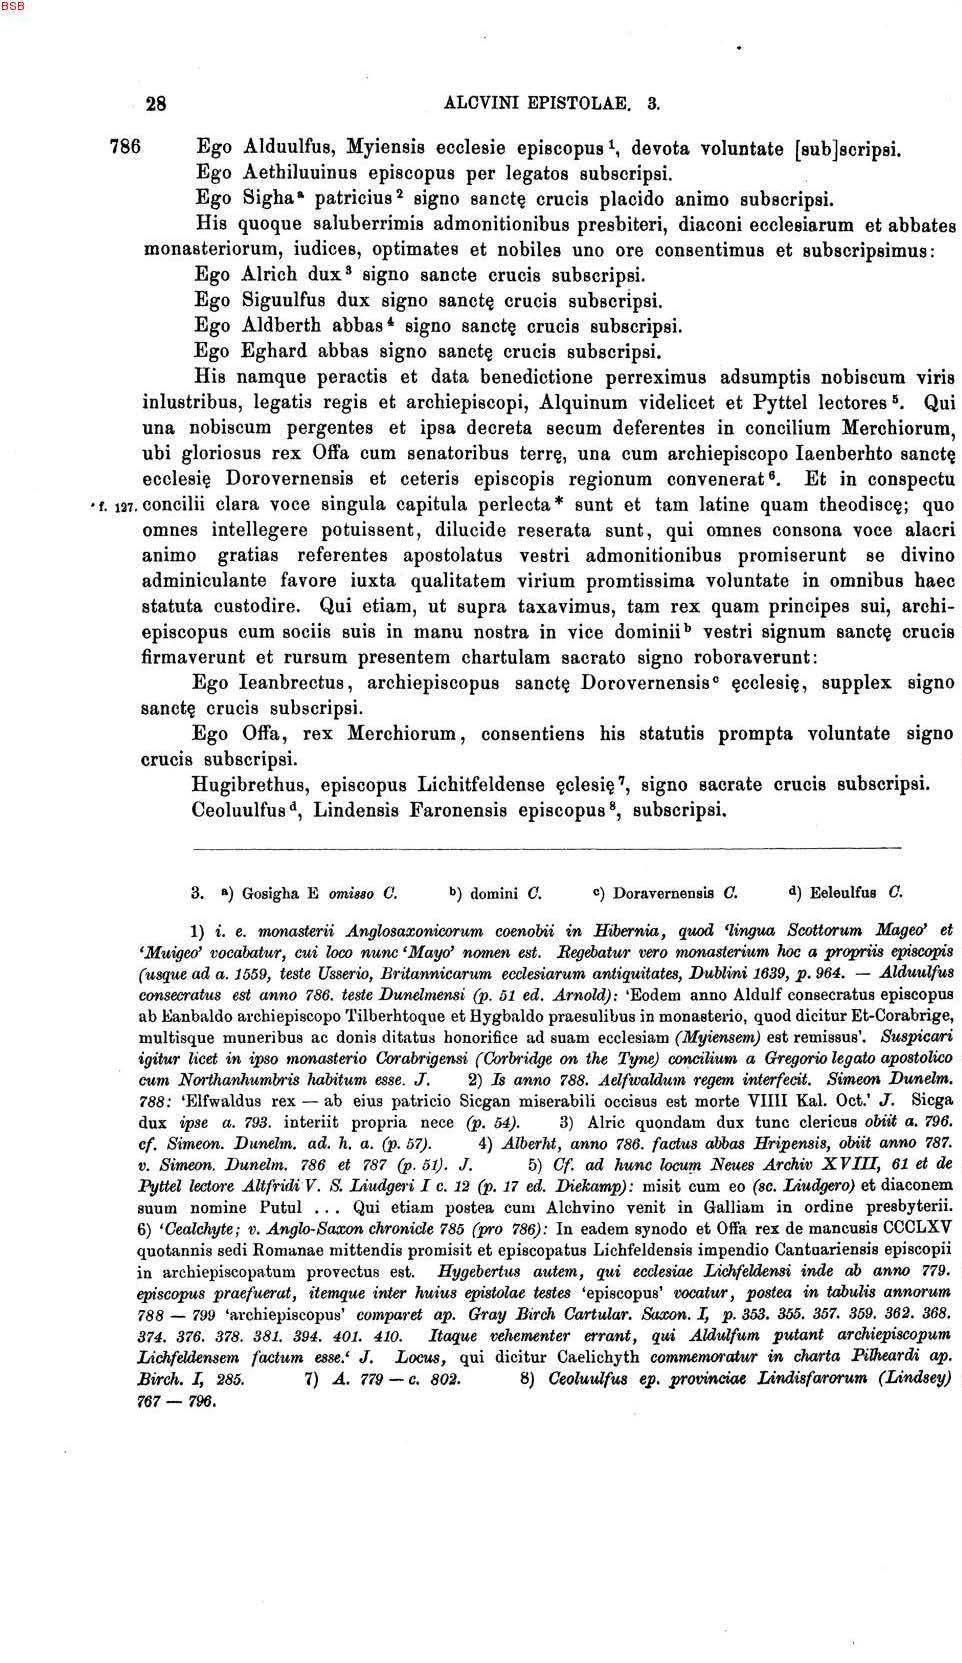 BSB
28 ALCVINI EPISTOLAE. 3.
786 Ego Alduulfus, Myiensis ecclesie episcopus¹, devota voluntate [sub]scripsi.
Ego Aethiluuinus episcopus per legatos subscripsi.
Ego Sighaᵃ patricius² signo sanctę crucis placido animo subscripsi.
His quoque saluberrimis admonitionibus presbiteri, diaconi ecclesiarum et abbates
monasteriorum, iudices, optimates et nobiles uno ore consentimus et subscripsimus:
Ego Alrich dux³ signo sancte crucis subscripsi.
Ego Siguulfus dux signo sanctę crucis subscripsi.
Ego Aldberth abbas⁴ signo sanctę crucis subscripsi.
Ego Eghard abbas signo sanctę crucis subscripsi.
His namque peractis et data benedictione perreximus adsumptis nobiscum viris
inlustribus, legatis regis et archiepiscopi, Alquinum videlicet et Pyttel lectores⁵. Qui
una nobiscum pergentes et ipsa decreta secum deferentes in concilium Merchiorum,
ubi gloriosus rex Offa cum senatoribus terrę, una cum archiepiscopo Iaenberhto sanctę
ecclesię Dorovernensis et ceteris episcopis regionum convenerat⁶. Et in conspectu
*f. 127. concilii clara voce singula capitula perlecta* sunt et tam latine quam theodiscę; quo
omnes intellegere potuissent, dilucide reserata sunt, qui omnes consona voce alacri
animo gratias referentes apostolatus vestri admonitionibus promiserunt se divino
adminiculante favore iuxta qualitatem virium promtissima voluntate in omnibus haec
statuta custodire. Qui etiam, ut supra taxavimus, tam rex quam principes sui, archi-
episcopus cum sociis suis in manu nostra in vice dominiiᵇ vestri signum sanctę crucis
firmaverunt et rursum presentem chartulam sacrato signo roboraverunt:
Ego Ieanbrectus, archiepiscopus sanctę Dorovernensisᶜ ęcclesię, supplex signo
sanctę crucis subscripsi.
Ego Offa, rex Merchiorum, consentiens his statutis prompta voluntate signo
crucis subscripsi.
Hugibrethus, episcopus Lichitfeldense ęclesię⁷, signo sacrate crucis subscripsi.
Ceoluulfusᵈ, Lindensis Faronensis episcopus⁸, subscripsi.
3. ᵃ) Gosigha E omisso C. ᵇ) domini C. ᶜ) Doravernensis C. ᵈ) Eeleulfus C.
1) i. e. monasterii Anglosaxonicorum coenobii in Hibernia, quod ‘lingua Scottorum Mageo’ et
‘Muigeo’ vocabatur, cui loco nunc ‘Mayo’ nomen est. Regebatur vero monasterium hoc a propriis episcopis
(usque ad a. 1559, teste Usserio, Britannicarum ecclesiarum antiquitates, Dublini 1639, p. 964. — Alduulfus
consecratus est anno 786. teste Dunelmensi (p. 51 ed. Arnold): ‘Eodem anno Aldulf consecratus episcopus
ab Eanbaldo archiepiscopo Tilberhtoque et Hygbaldo praesulibus in monasterio, quod dicitur Et-Corabrige,
multisque muneribus ac donis ditatus honorifice ad suam ecclesiam (Myiensem) est remissus’. Suspicari
igitur licet in ipso monasterio Corabrigensi (Corbridge on the Tyne) concilium a Gregorio legato apostolico
cum Northanhumbris habitum esse. J. 2) Is anno 788. Aelfwaldum regem interfecit. Simeon Dunelm.
788: ‘Elfwaldus rex — ab eius patricio Sicgan miserabili occisus est morte VIIII Kal. Oct.’ J. Sicga
dux ipse a. 793. interiit propria nece (p. 54). 3) Alric quondam dux tunc clericus obiit a. 796.
cf. Simeon. Dunelm. ad. h. a. (p. 57). 4) Alberht, anno 786. factus abbas Hripensis, obiit anno 787.
v. Simeon. Dunelm. 786 et 787 (p. 51). J. 5) Cf. ad hunc locum Neues Archiv XVIII, 61 et de
Pyttel lectore Altfridi V. S. Liudgeri I c. 12 (p. 17 ed. Diekamp): misit cum eo (sc. Liudgero) et diaconem
suum nomine Putul ... Qui etiam postea cum Alchvino venit in Galliam in ordine presbyterii.
6) ‘Cealchyte; v. Anglo-Saxon chronicle 785 (pro 786): In eadem synodo et Offa rex de mancusis CCCLXV
quotannis sedi Romanae mittendis promisit et episcopatus Lichfeldensis impendio Cantuariensis episcopii
in archiepiscopatum provectus est. Hygebertus autem, qui ecclesiae Lichfeldensi inde ab anno 779.
episcopus praefuerat, itemque inter huius epistolae testes ‘episcopus’ vocatur, postea in tabulis annorum
788 — 799 ‘archiepiscopus’ comparet ap. Gray Birch Cartular. Saxon. I, p. 353. 355. 357. 359. 362. 368.
374. 376. 378. 381. 394. 401. 410. Itaque vehementer errant, qui Aldulfum putant archiepiscopum
Lichfeldensem factum esse.‘ J. Locus, qui dicitur Caelichyth commemoratur in charta Pilheardi ap.
Birch. I, 285. 7) A. 779 — c. 802. 8) Ceoluulfus ep. provinciae Lindisfarorum (Lindsey)
767 — 796.